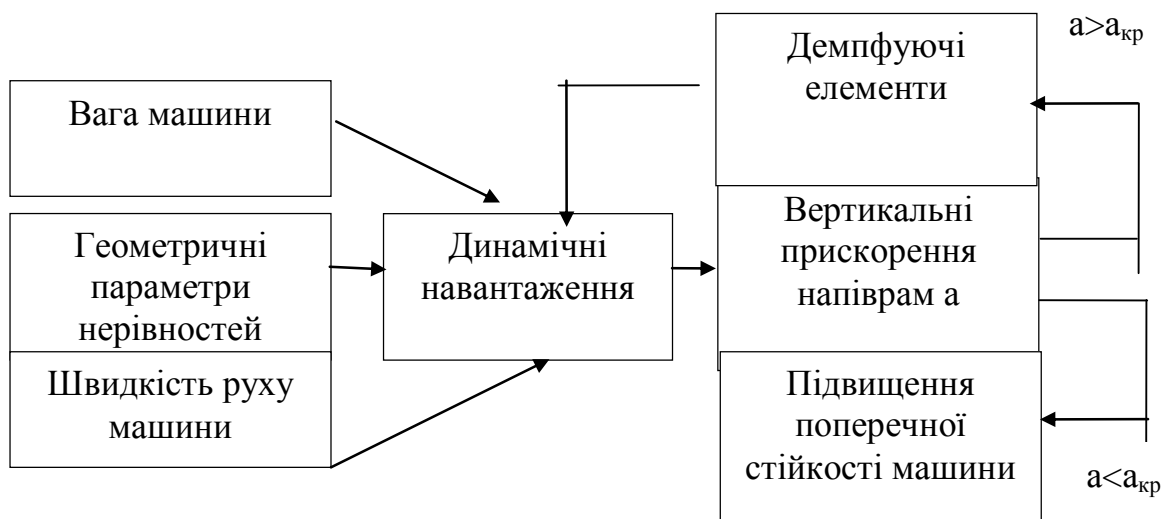 Вага машини
Геометричні
параметри
нерівностей
Швидкість руху
машини
Динамічні
навантаження
Демпфуючі
елементи
a>aкр
Вертикальні
прискорення
напіврам а
Підвищення
поперечної
стійкості машини
a<aкр